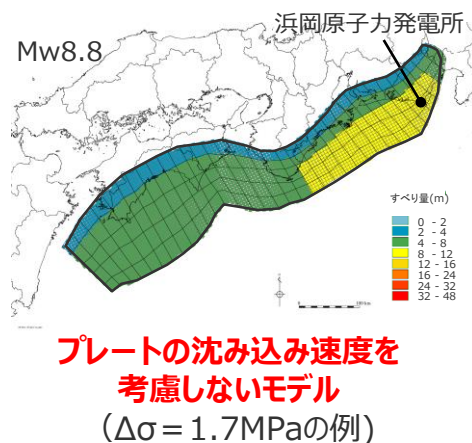 浜岡原子力発電所
Mw8.8
すべり量(m)
0 - 2
2 - 4
4 - 8
8 - 12
12 - 16
16 - 24
24 - 32
32 - 48
プレートの沈み込み速度を
考慮しないモデル
（Δσ＝1.7MPaの例)